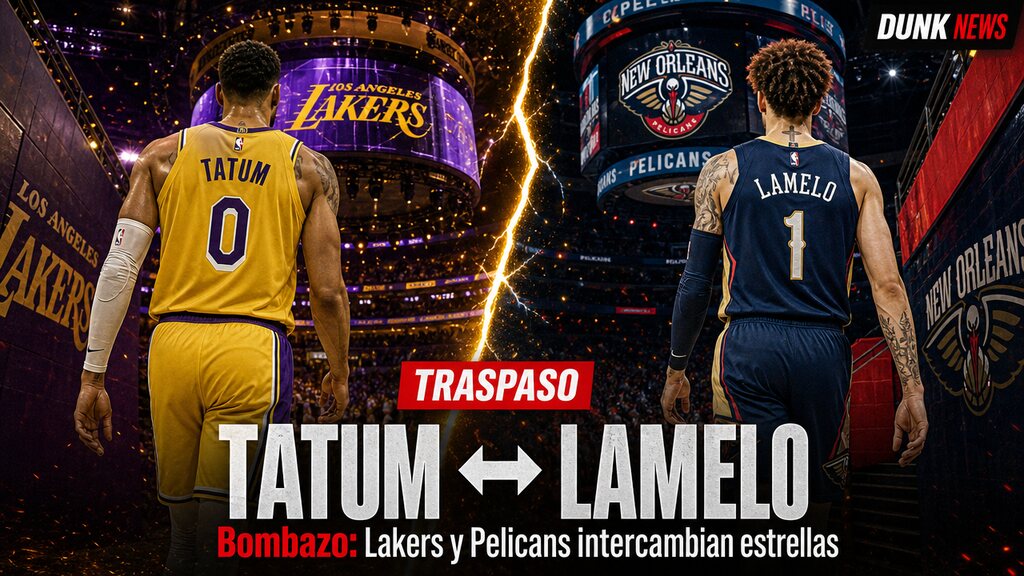 DUNK NEWS
LOS ANGELES
LAKERS
NEW ORLEANS
PELICANS
PELICANS
TATUM
0
LAMELO
1
LOS ANGELES
LAKERS
NEW ORLEANS
TRASPASO
TATUM ↔ LAMELO
Bombazo: Lakers y Pelicans intercambian estrellas